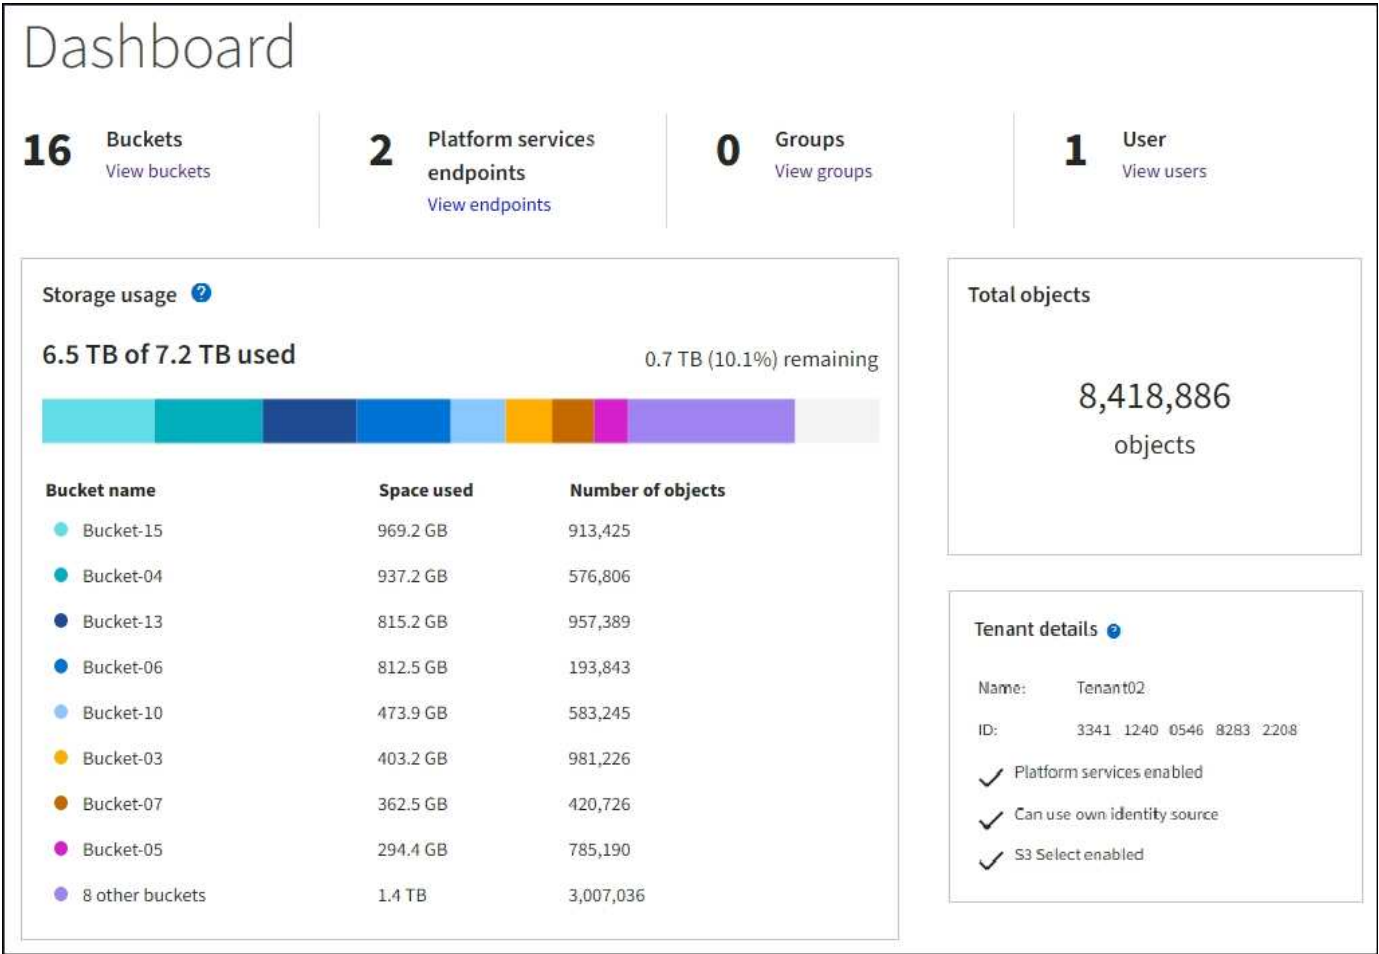 Dashboard
16 Buckets
View buckets
2 Platform services
endpoints
View endpoints
0 Groups
View groups
1 User
View users
Storage usage ?
6.5 TB of 7.2 TB used
0.7 TB (10.1%) remaining
Bucket name Space used Number of objects
Bucket-15 969.2 GB 913,425
Bucket-04 937.2 GB 576,806
Bucket-13 815.2 GB 957,389
Bucket-06 812.5 GB 193,843
Bucket-10 473.9 GB 583,245
Bucket-03 403.2 GB 981,226
Bucket-07 362.5 GB 420,726
Bucket-05 294.4 GB 785,190
8 other buckets 1.4 TB 3,007,036
Total objects
8,418,886
objects
Tenant details ?
Name: Tenant02
ID: 3341 1240 0546 8283 2208
Platform services enabled
Can use own identity source
S3 Select enabled